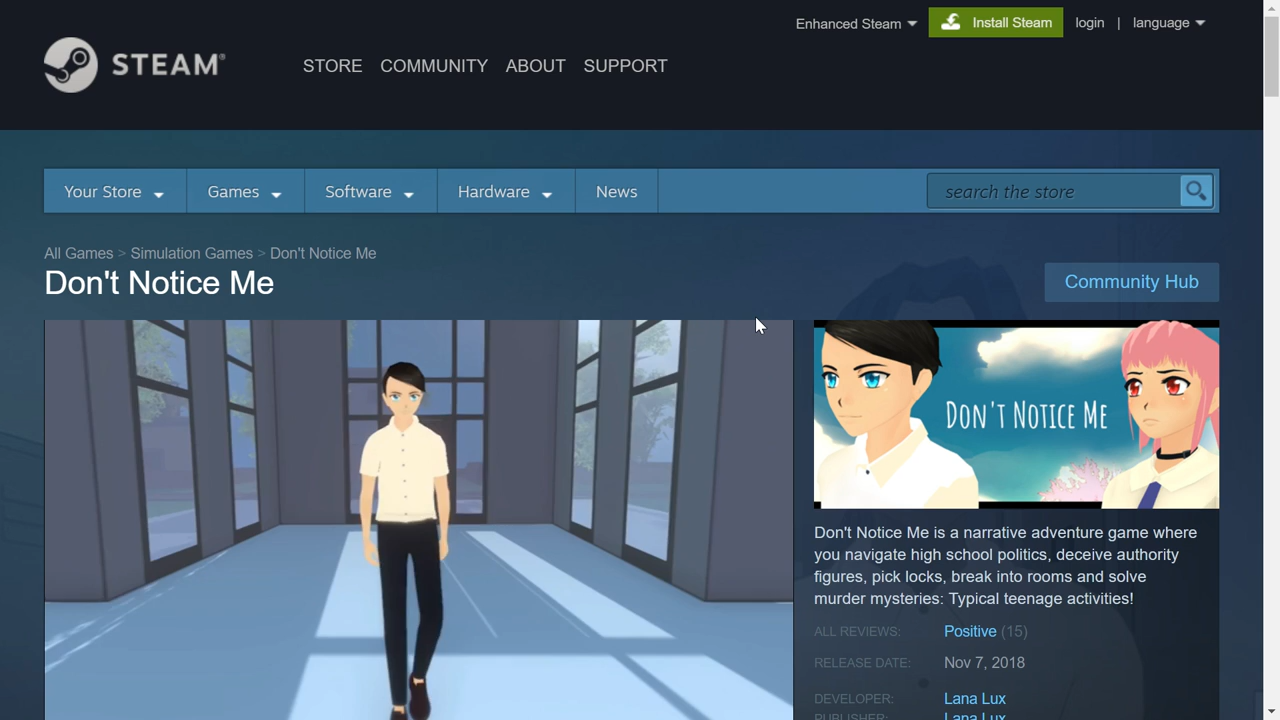 Enhanced Steam
Install Steam
login | language
STEAM®
STORE COMMUNITY ABOUT SUPPORT
Your Store Games Software Hardware News
search the store
All Games > Simulation Games > Don't Notice Me
Don't Notice Me
Community Hub
DON'T NOTICE ME
Don't Notice Me is a narrative adventure game where
you navigate high school politics, deceive authority
figures, pick locks, break into rooms and solve
murder mysteries: Typical teenage activities!
ALL REVIEWS: Positive (15)
RELEASE DATE: Nov 7, 2018
DEVELOPER: Lana Lux
PUBLISHER: Lana Lux